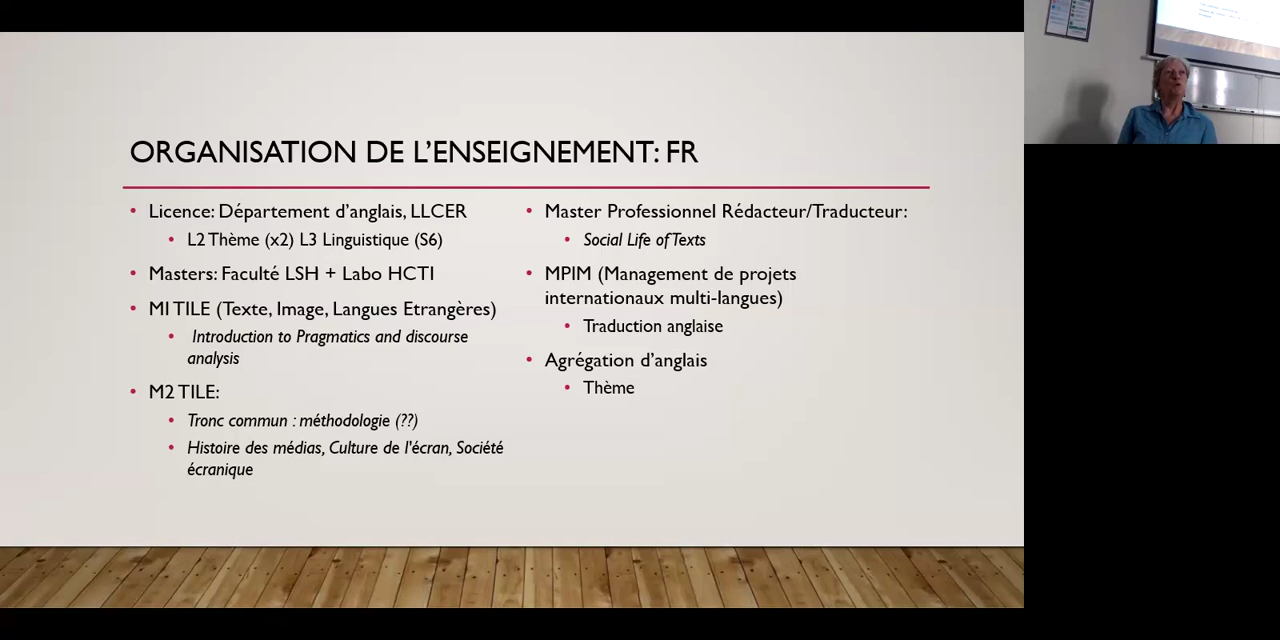 ORGANISATION DE L'ENSEIGNEMENT: FR
• Licence: Département d'anglais, LLCER
• L2 Thème (x2) L3 Linguistique (S6)
• Masters: Faculté LSH + Labo HCTI
• M1 TILE (Texte, Image, Langues Etrangères)
• Introduction to Pragmatics and discourse
analysis
• M2 TILE:
• Tronc commun : méthodologie (??)
• Histoire des médias, Culture de l'écran, Société
écranique
• Master Professionnel Rédacteur/Traducteur:
• Social Life of Texts
• MPIM (Management de projets
internationaux multi-langues)
• Traduction anglaise
• Agrégation d'anglais
• Thème